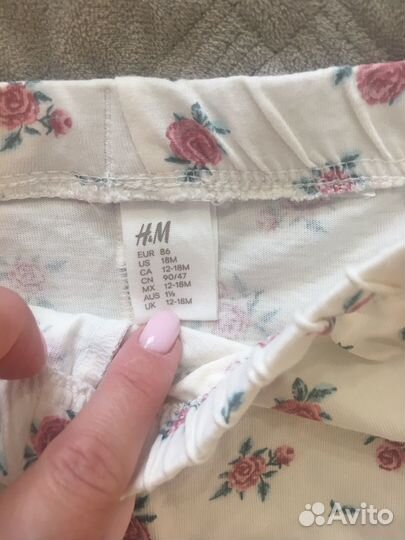 H&M
EUR 86
US 18M
CA 12-18M
CN 90/47
MX 12-18M
AUS 1½
UK 12-18M
Avito